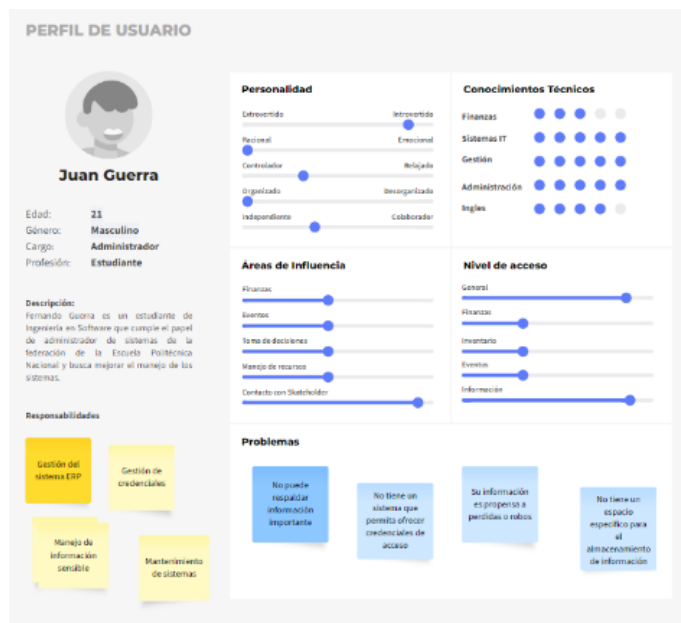 PERFIL DE USUARIO
Juan Guerra
Edad: 21
Género: Masculino
Cargo: Administrador
Profesión: Estudiante
Descripción:
Fernando Guerra es un estudiante de
Ingeniería en Software que cumple el papel
de administrador de sistemas de la
federación de la Escuela Politécnica
Nacional y busca mejorar el manejo de los
sistemas.
Responsabilidades
Gestión del
sistema ERP
Gestión de
credenciales
Manejo de
información
sensible
Mantenimiento
de sistemas
Personalidad
Extrovertido Introvertido
Racional Emocional
Controlador Relajado
Organizado Desorganizado
Independiente Colaborador
Conocimientos Técnicos
Finanzas
Sistemas IT
Gestión
Administración
Ingles
Áreas de Influencia
Finanzas
Eventos
Toma de decisiones
Manejo de recursos
Contacto con Skateholder
Nivel de acceso
General
Finanzas
Inventario
Eventos
Información
Problemas
No puede
respaldar
información
importante
No tiene un
sistema que
permita ofrecer
credenciales de
acceso
Su información
es propensa a
perdidas o robos
No tiene un
espacio
especifico para
el
almacenamiento
de información